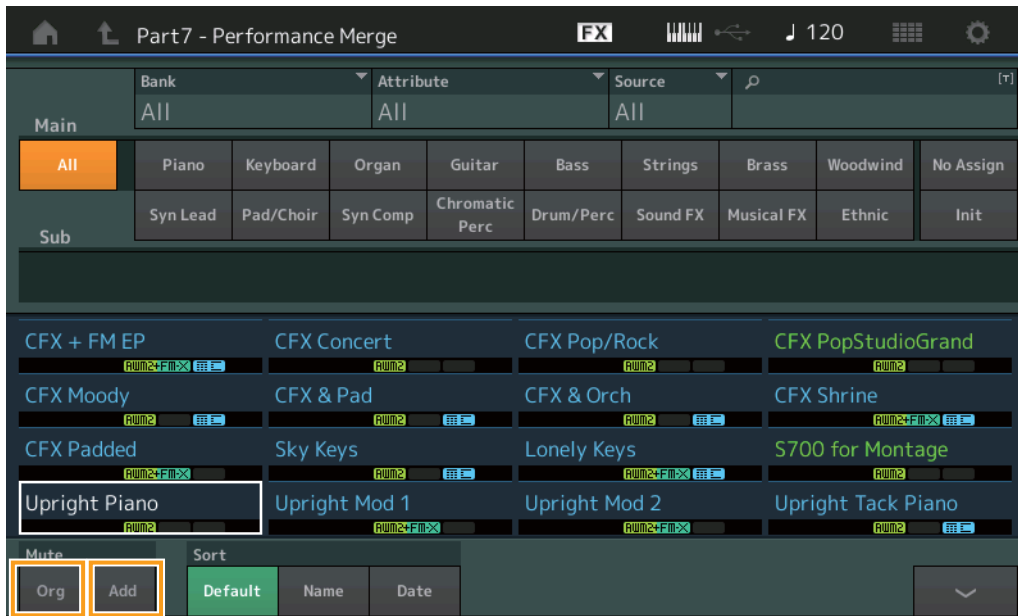 Part7 - Performance Merge FX 120
Bank Attribute Source [T]
Main All All All
All Piano Keyboard Organ Guitar Bass Strings Brass Woodwind No Assign
Sub Syn Lead Pad/Choir Syn Comp Chromatic Perc Drum/Perc Sound FX Musical FX Ethnic Init
CFX + FM EP CFX Concert CFX Pop/Rock CFX PopStudioGrand
AWM2+FM-X AWM2 AWM2 AWM2
CFX Moody CFX & Pad CFX & Orch CFX Shrine
AWM2 AWM2 AWM2 AWM2+FM-X
CFX Padded Sky Keys Lonely Keys S700 for Montage
AWM2+FM-X AWM2 AWM2+FM-X AWM2
Upright Piano Upright Mod 1 Upright Mod 2 Upright Tack Piano
AWM2 AWM2+FM-X AWM2+FM-X AWM2
Mute Sort
Org Add Default Name Date